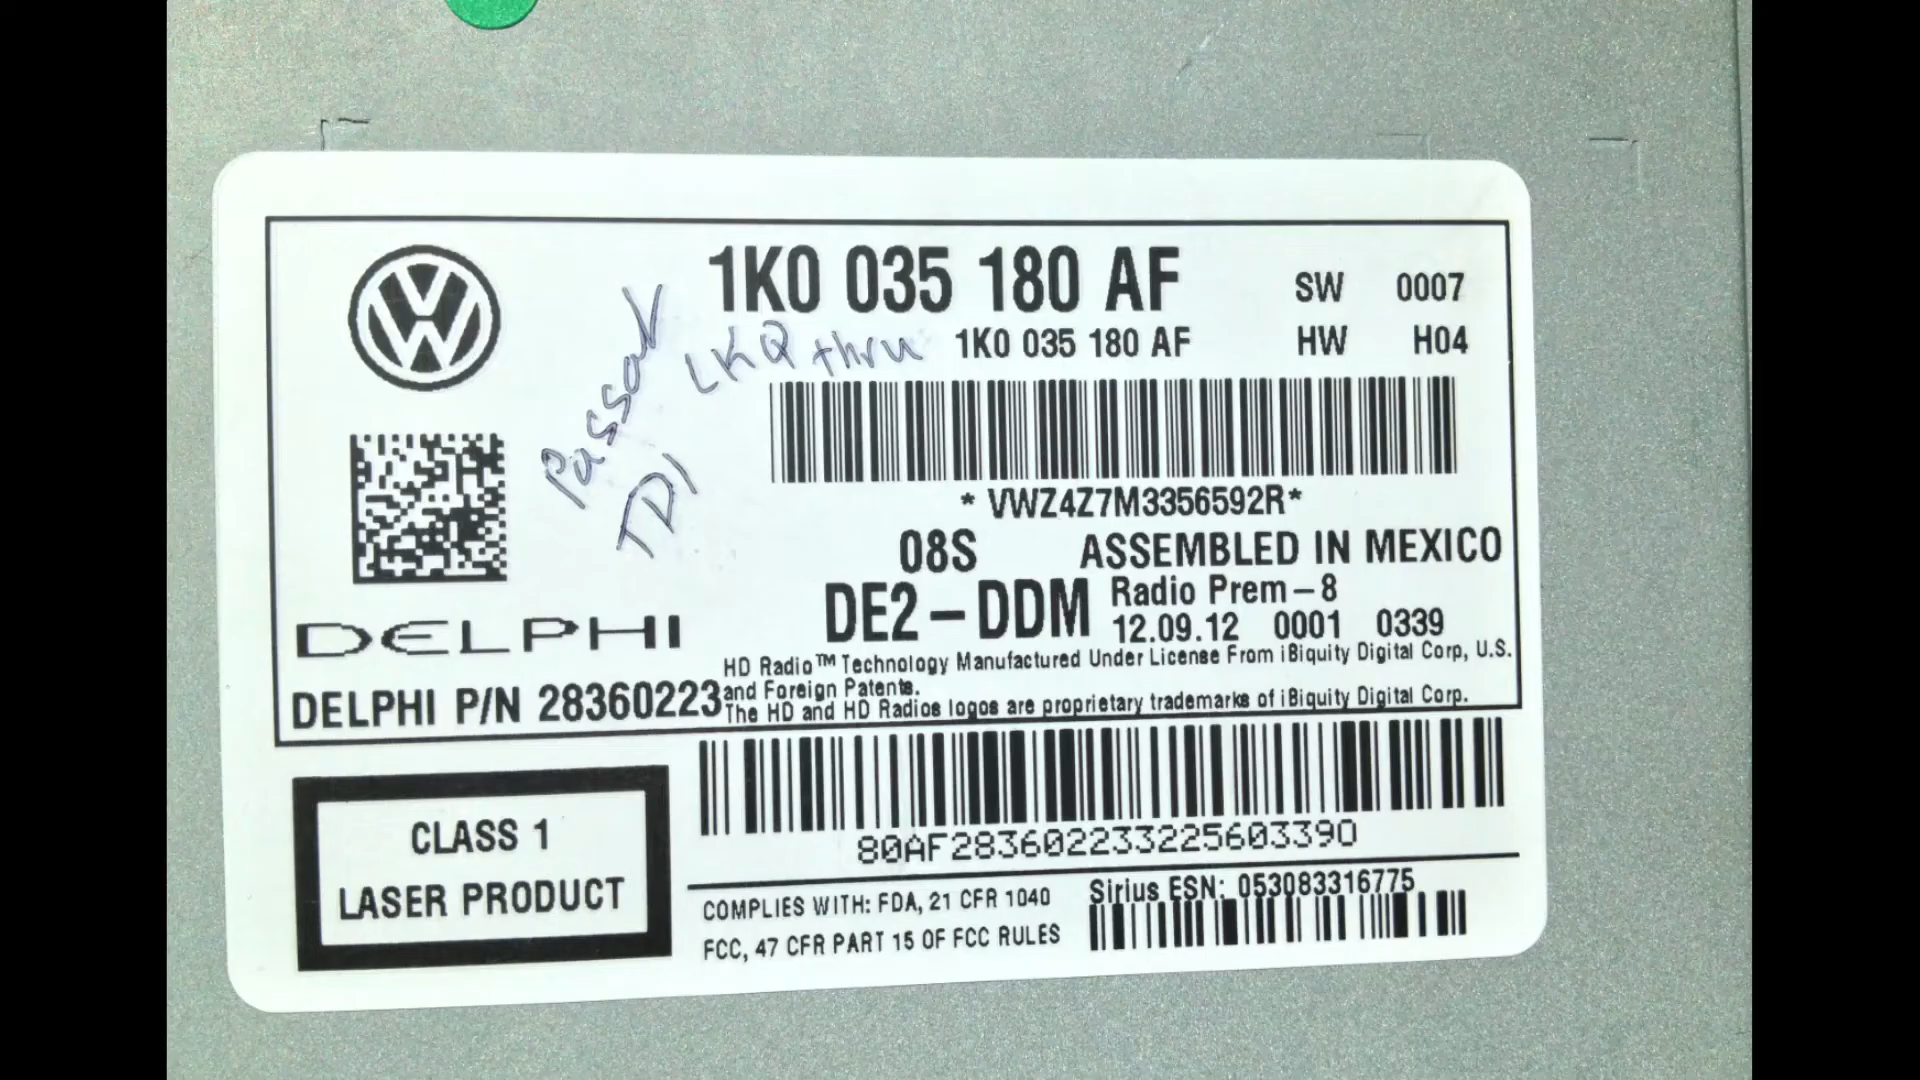 1K0 035 180 AF SW 0007
1K0 035 180 AF HW H04
Passat
TDI
LKQ thru
* VWZ4Z7M3356592R*
08S ASSEMBLED IN MEXICO
DE2-DDM Radio Prem-8
12.09.12 0001 0339
DELPHI
HD Radio™ Technology Manufactured Under License From iBiquity Digital Corp, U.S.
and Foreign Patents.
The HD and HD Radios logos are proprietary trademarks of iBiquity Digital Corp.
DELPHI P/N 28360223
80AF28360223322560339O
CLASS 1
LASER PRODUCT
COMPLIES WITH: FDA, 21 CFR 1040
FCC, 47 CFR PART 15 OF FCC RULES
Sirius ESN: 053083316775